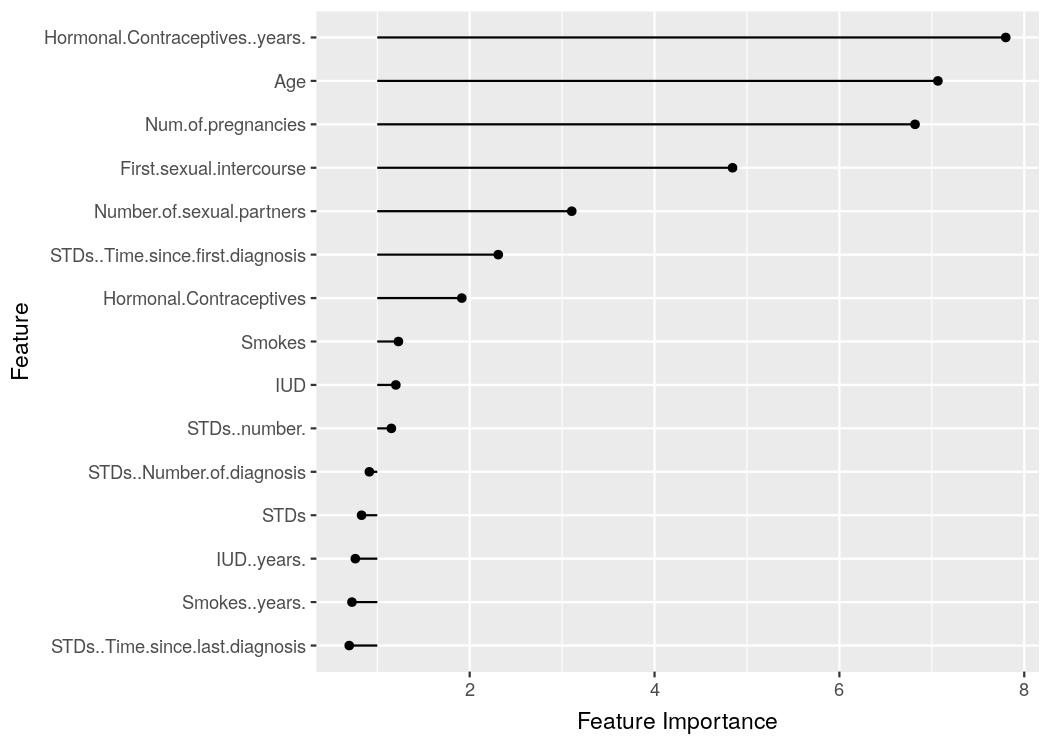 Hormonal.Contraceptives..years.
Age
Num.of.pregnancies
First.sexual.intercourse
Number.of.sexual.partners
STDs..Time.since.first.diagnosis
Hormonal.Contraceptives
Smokes
IUD
STDs..number.
STDs..Number.of.diagnosis
STDs
IUD..years.
Smokes..years.
STDs..Time.since.last.diagnosis
Feature
2 4 6 8
Feature Importance